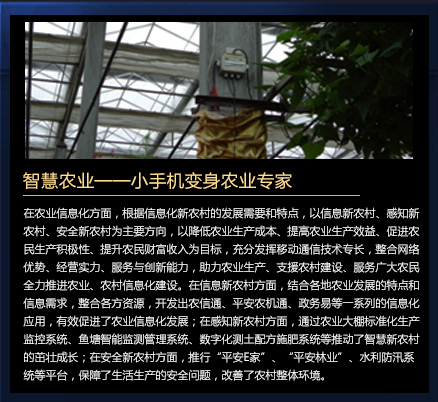 智慧农业——小手机变身农业专家
在农业信息化方面，根据信息化新农村的发展需要和特点，以信息新农村、感知新
农村、安全新农村为主要方向，以降低农业生产成本、提高农业生产效益、促进农
民生产积极性、提升农民财富收入为目标，充分发挥移动通信技术专长，整合网络
优势、经营实力、服务与创新能力，助力农业生产、支援农村建设、服务广大农民
全力推进农业、农村信息化建设。在信息新农村方面，结合各地农业发展的特点和
信息需求，整合各方资源，开发出农信通、平安农机通、政务易等一系列的信息化
应用，有效促进了农业信息化发展；在感知新农村方面，通过农业大棚标准化生产
监控系统、鱼塘智能监测管理系统、数字化测土配方施肥系统等推动了智慧新农村
的茁壮成长；在安全新农村方面，推行“平安E家”、“平安林业”、水利防汛系
统等平台，保障了生活生产的安全问题，改善了农村整体环境。